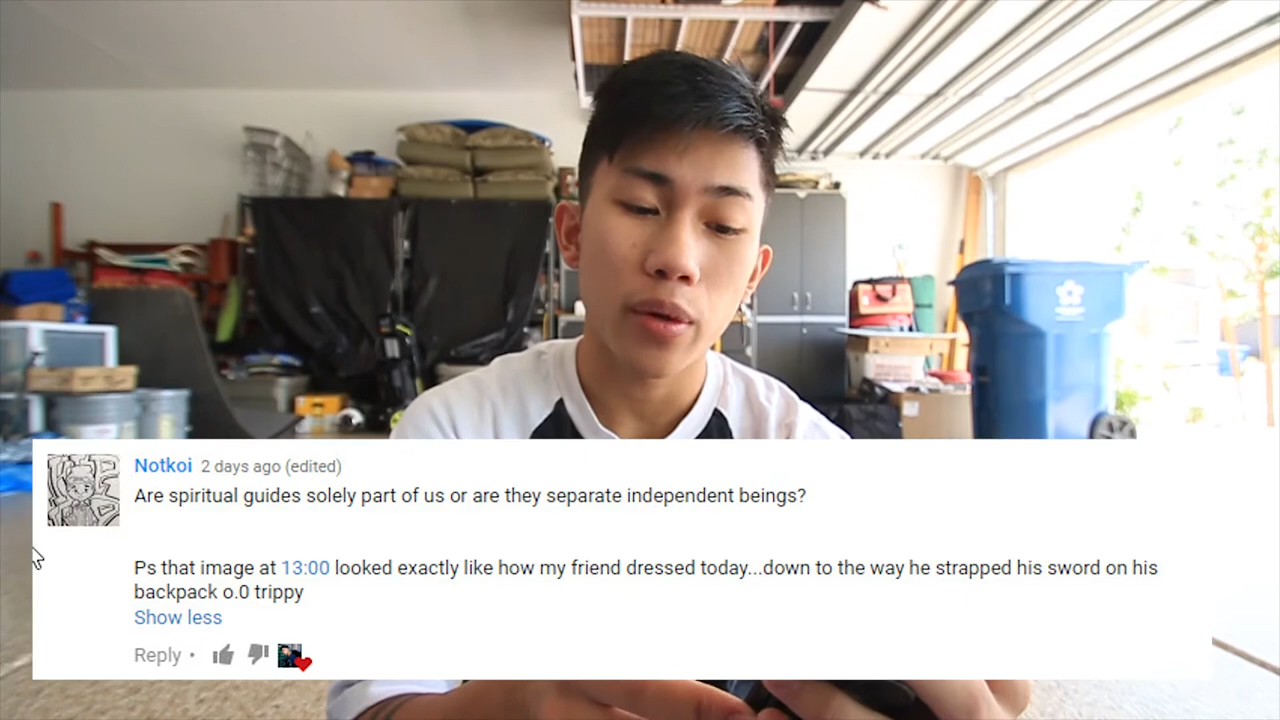 Notkoi 2 days ago (edited)
Are spiritual guides solely part of us or are they separate independent beings?
Ps that image at 13:00 looked exactly like how my friend dressed today...down to the way he strapped his sword on his
backpack o.0 trippy
Show less
Reply •